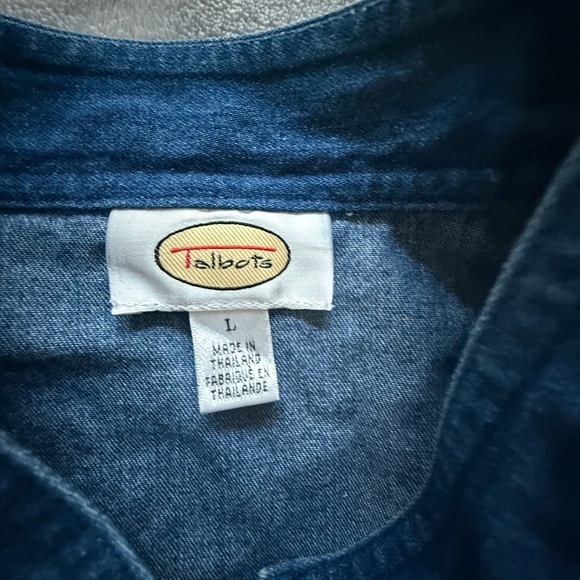 Talbots
L
MADE IN
THAILAND
FABRIQUE EN
THAILANDE